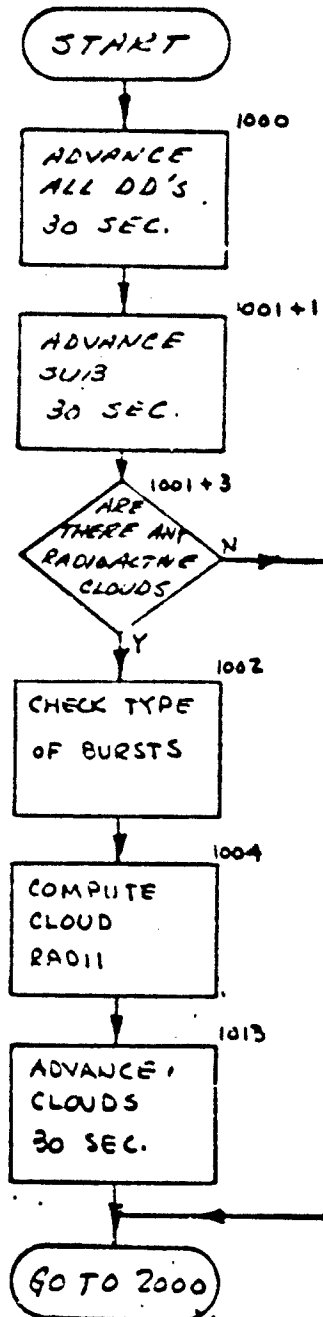 START
1000
ADVANCE
ALL DD'S
30 SEC.
1001+1
ADVANCE
SUB
30 SEC.
1001+3
ARE
THERE ANY
RADIOACTIVE
CLOUDS
N
Y
1002
CHECK TYPE
OF BURSTS
1004
COMPUTE
CLOUD
RADII
1013
ADVANCE
CLOUDS
30 SEC.
GO TO 2000